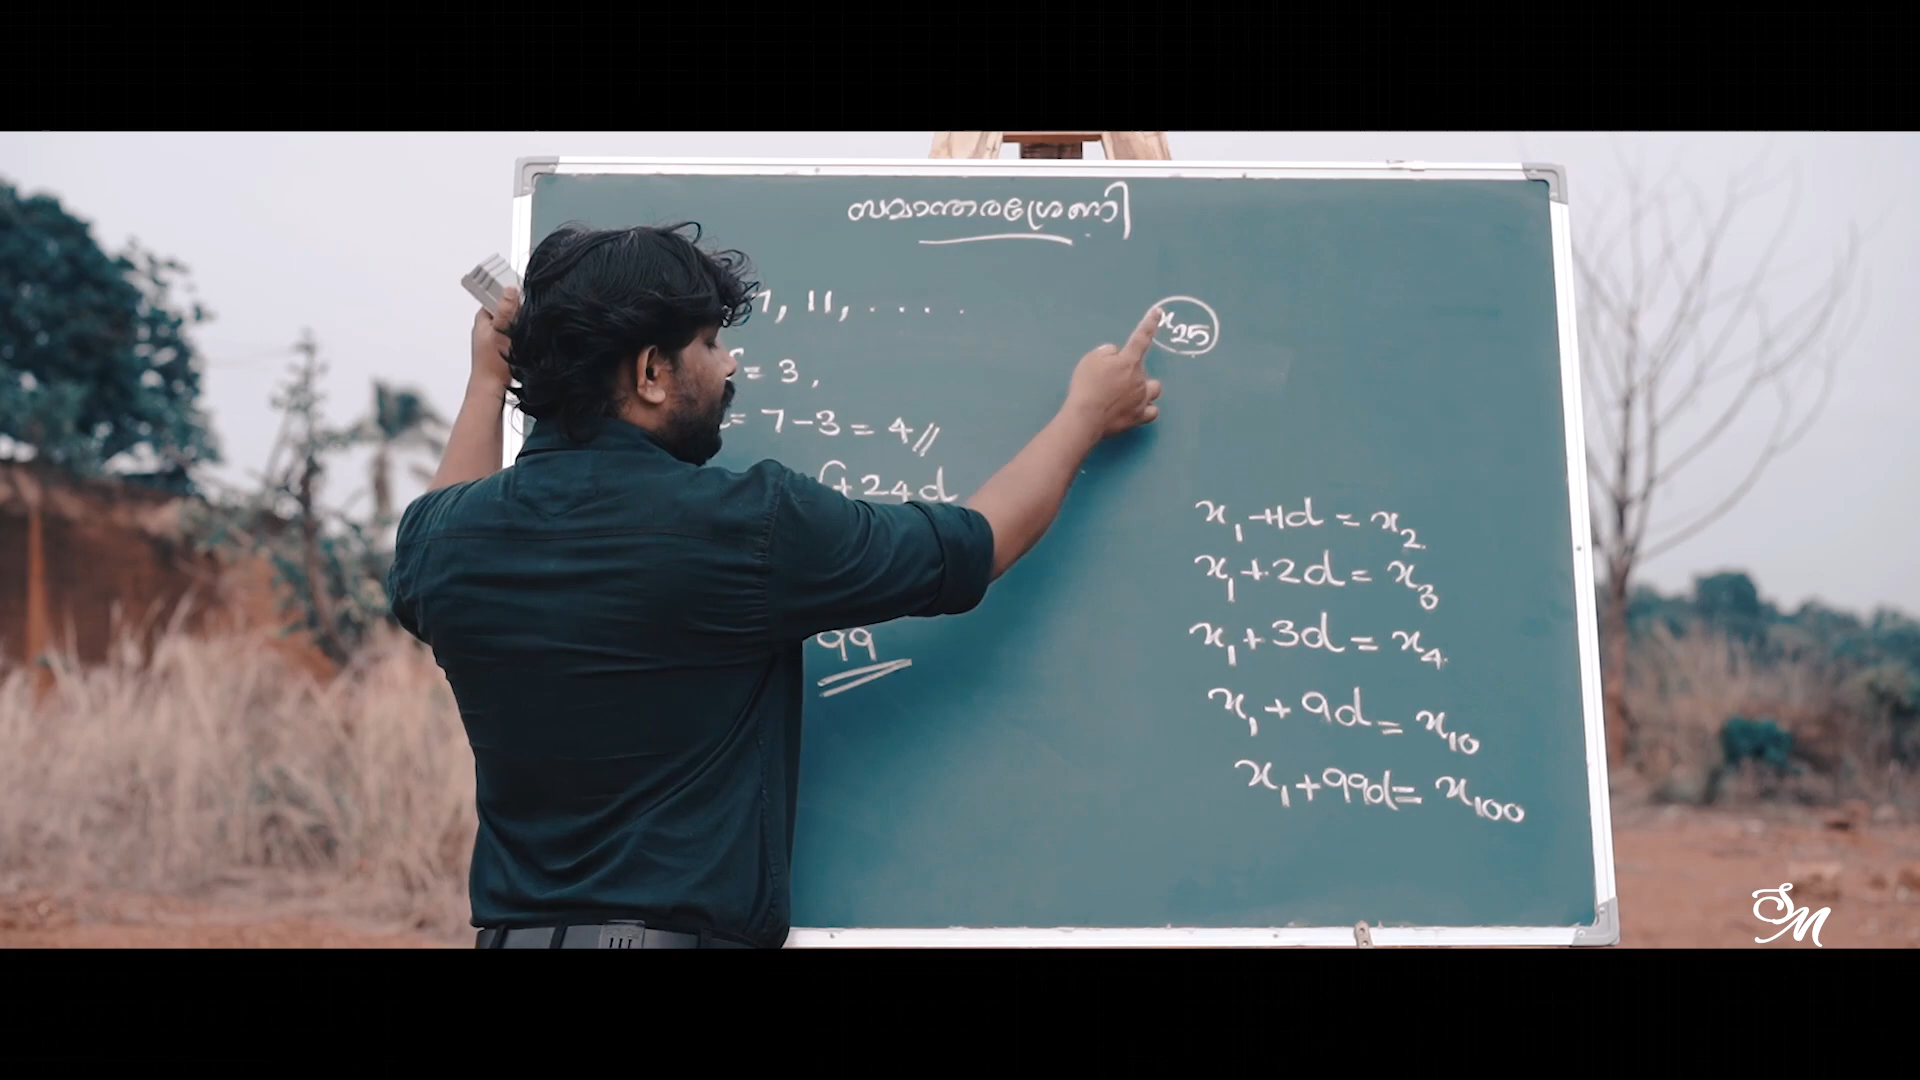 സമാന്തരശ്രേണി
7, 11, . . . .
x₂₅
= 3,
= 7-3 = 4//
f+24d
99
x₁+1d = x₂
x₁+2d = x₃
x₁+3d = x₄
x₁+9d = x₁₀
x₁+99d = x₁₀₀
SM